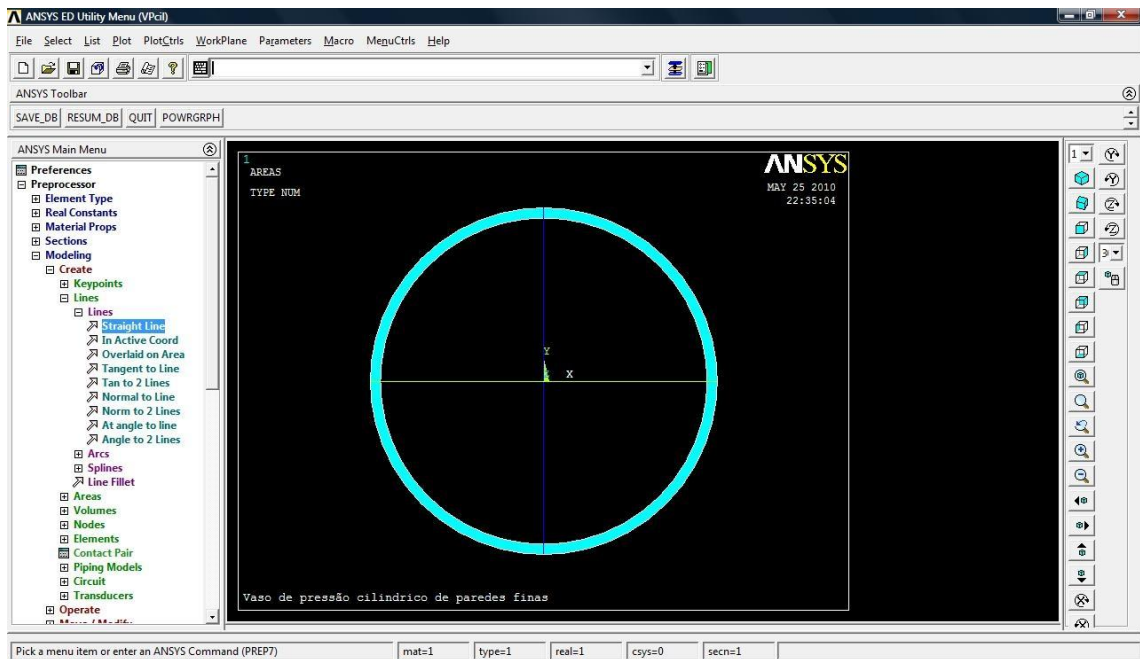 ANSYS ED Utility Menu (VPcil)
File Select List Plot PlotCtrls WorkPlane Parameters Macro MenuCtrls Help
ANSYS Toolbar
SAVE_DB RESUM_DB QUIT POWRGRPH
ANSYS Main Menu
Preferences
Preprocessor
Element Type
Real Constants
Material Props
Sections
Modeling
Create
Keypoints
Lines
Lines
Straight Line
In Active Coord
Overlaid on Area
Tangent to Line
Tan to 2 Lines
Normal to Line
Norm to 2 Lines
At angle to line
Angle to 2 Lines
Arcs
Splines
Line Fillet
Areas
Volumes
Nodes
Elements
Contact Pair
Piping Models
Circuit
Transducers
Operate
Move / Modify
1
AREAS
TYPE NUM
ANSYS
MAY 25 2010
22:35:04
Y
X
Vaso de pressão cilindrico de paredes finas
1
Pick a menu item or enter an ANSYS Command (PREP7) mat=1 type=1 real=1 csys=0 secn=1